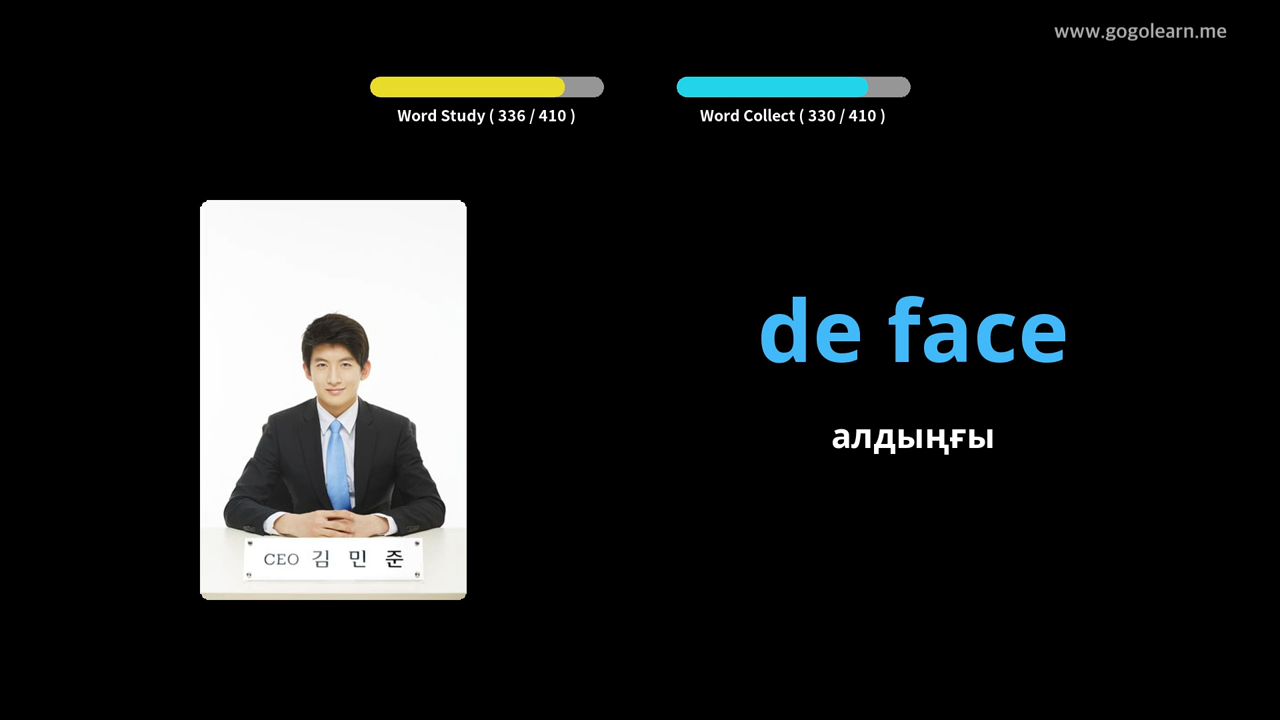 www.gogolearn.me
Word Study ( 336 / 410 )
Word Collect ( 330 / 410 )
de face
алдыңғы
CEO 김 민 준